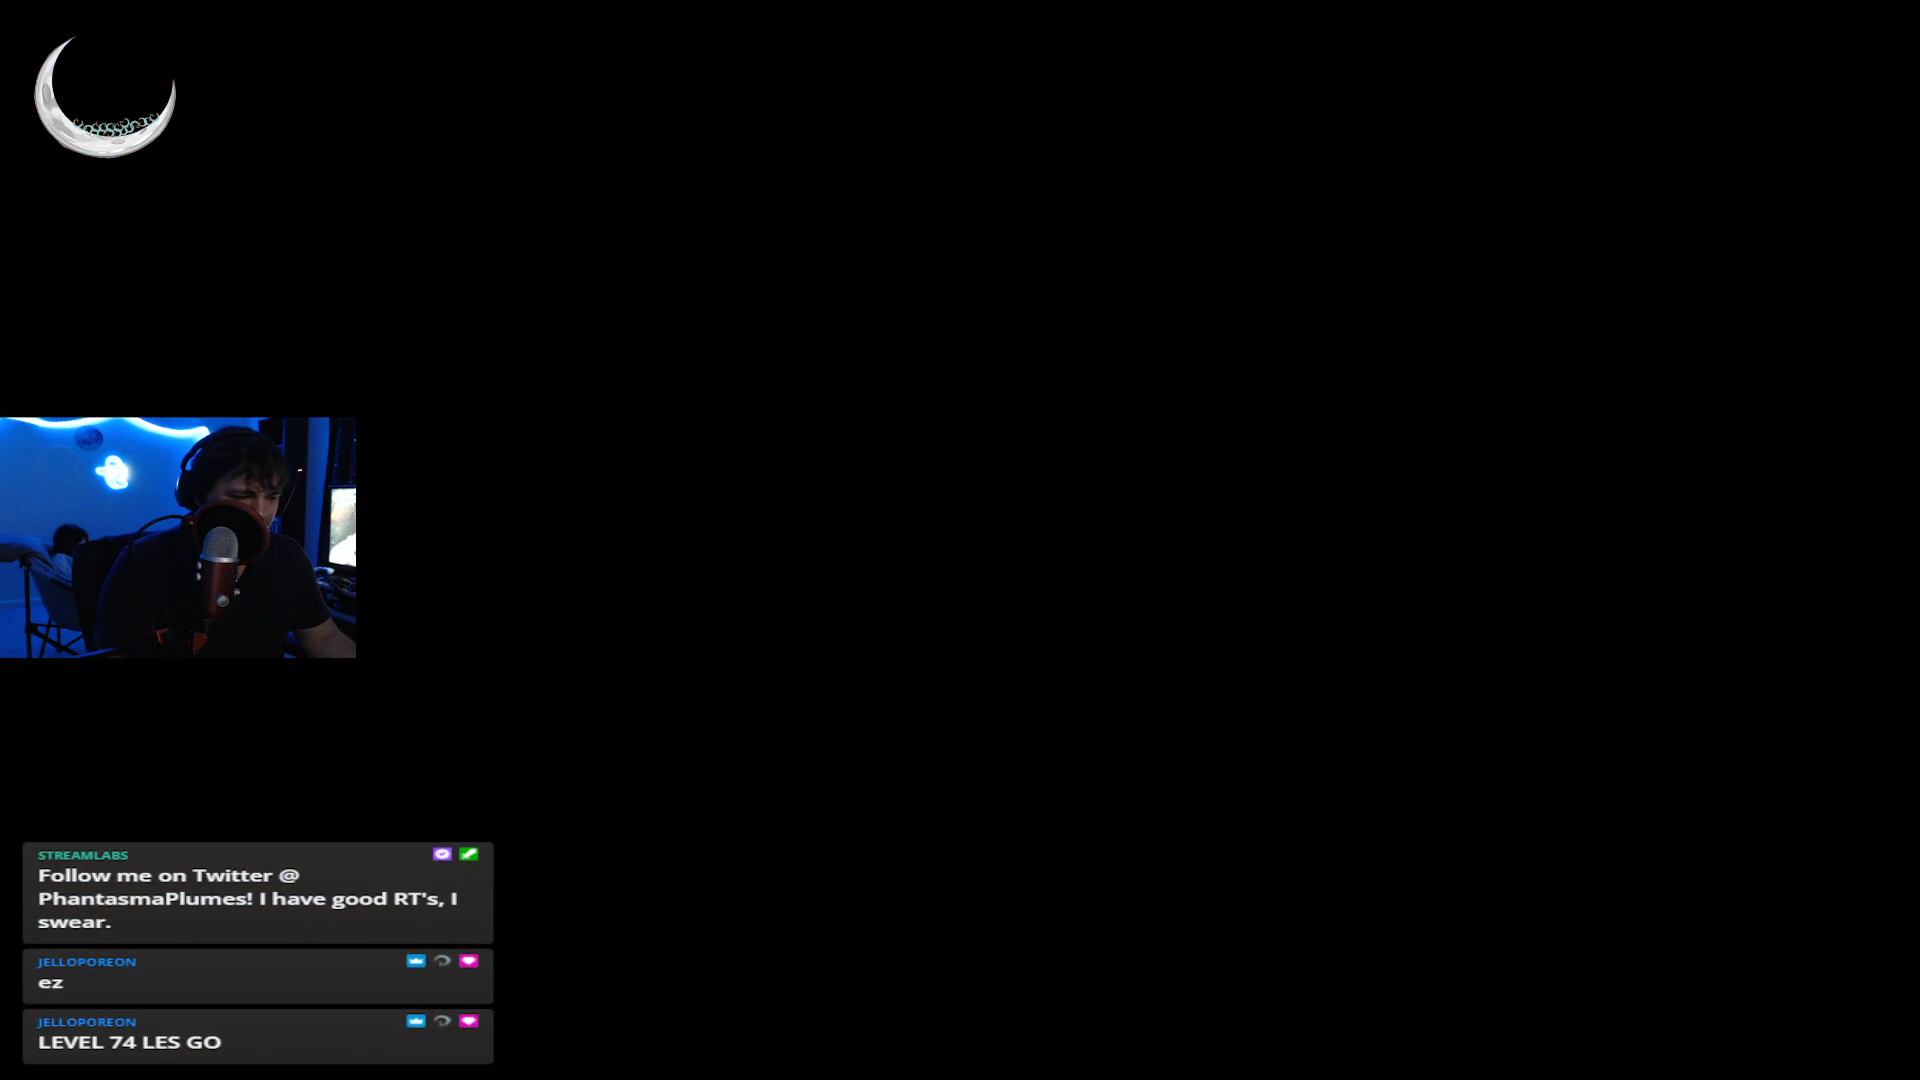 STREAMLABS
Follow me on Twitter @
PhantasmaPlumes! I have good RT's, I
swear.
JELLOPOREON
ez
JELLOPOREON
LEVEL 74 LES GO